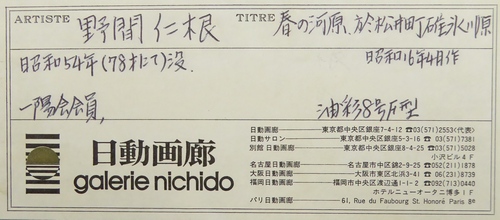 ARTISTE 野間仁根 TITRE 春の河原、於松井田町碓氷川原
昭和54年(78才にて)没、 昭和16年4月作
一陽会会員、 油彩8号F型
日動画廊
galerie nichido
日動画廊 東京都中央区銀座7-4-12 ☎03(571)2553〈代表〉
日動サロン 東京都中央区銀座5-3-16 ☎03(571)7381
別館 日動画廊 東京都中央区銀座7-4-25 ☎03(571)5028
小沢ビル4F
名古屋日動画廊 名古屋市中区錦2-9-25 ☎052(211)1878
大阪日動画廊 大阪市東区北浜3-41 ☎06(231)8739
福岡日動画廊 福岡市中央区渡辺通1-1-2 ☎092(713)0440
ホテルニューオータニ博多1F
パリ日動画廊 61, Rue du Faubourg St. Honoré Paris 8e